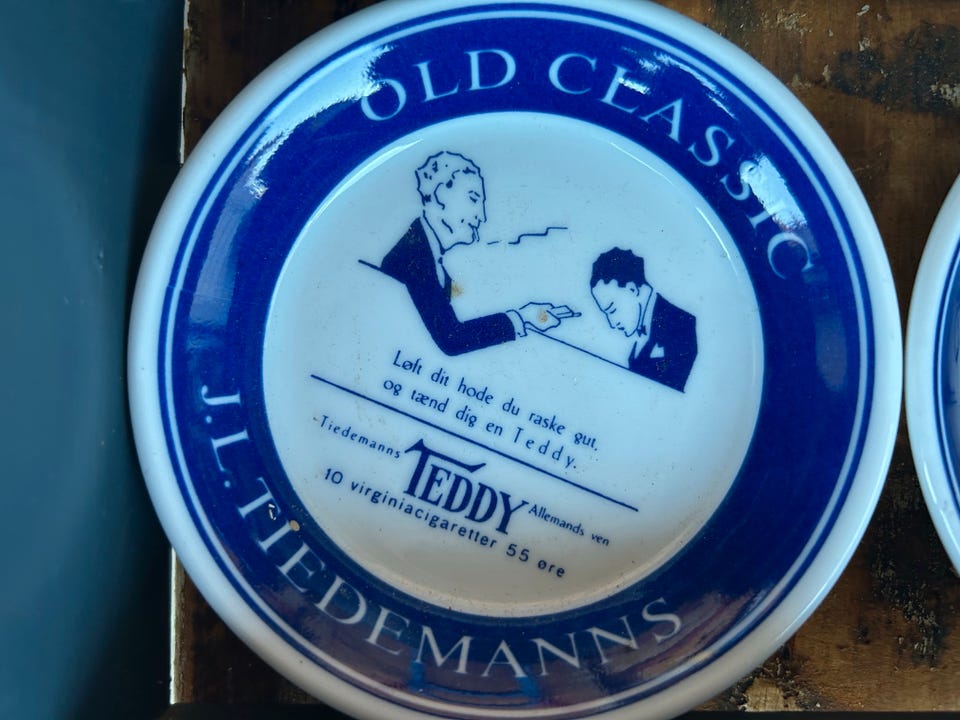 OLD CLASSIC
Løft dit hode du raske gut,
og tænd dig en Teddy.
Tiedemanns TEDDY Allemands ven
10 virginiacigaretter 55 øre
J.L. TIEDEMANNS